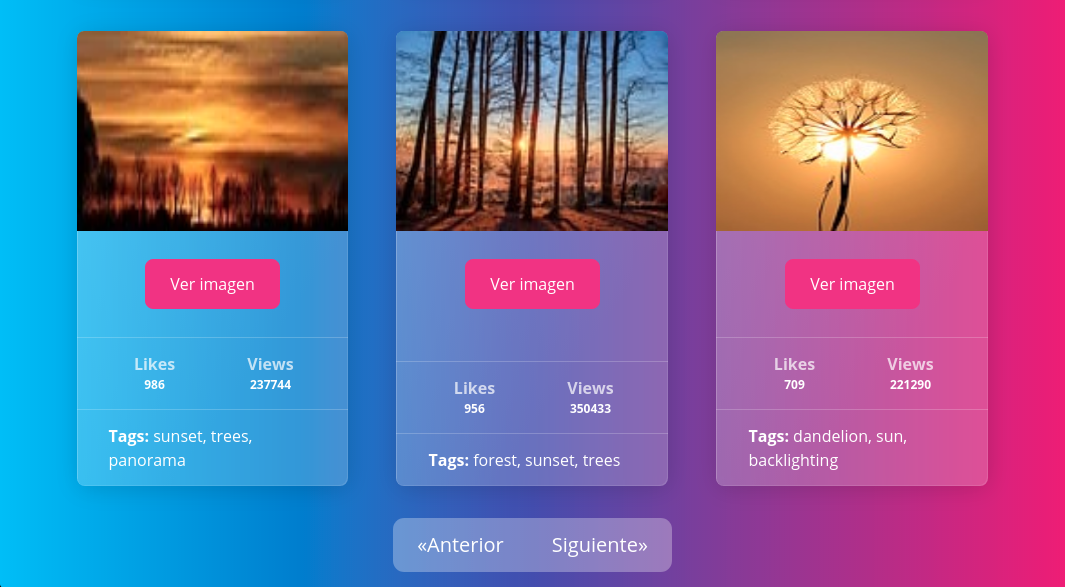 Ver imagen
Likes Views
986 237744
Tags: sunset, trees,
panorama
Ver imagen
Likes Views
956 350433
Tags: forest, sunset, trees
Ver imagen
Likes Views
709 221290
Tags: dandelion, sun,
backlighting
«Anterior Siguiente»